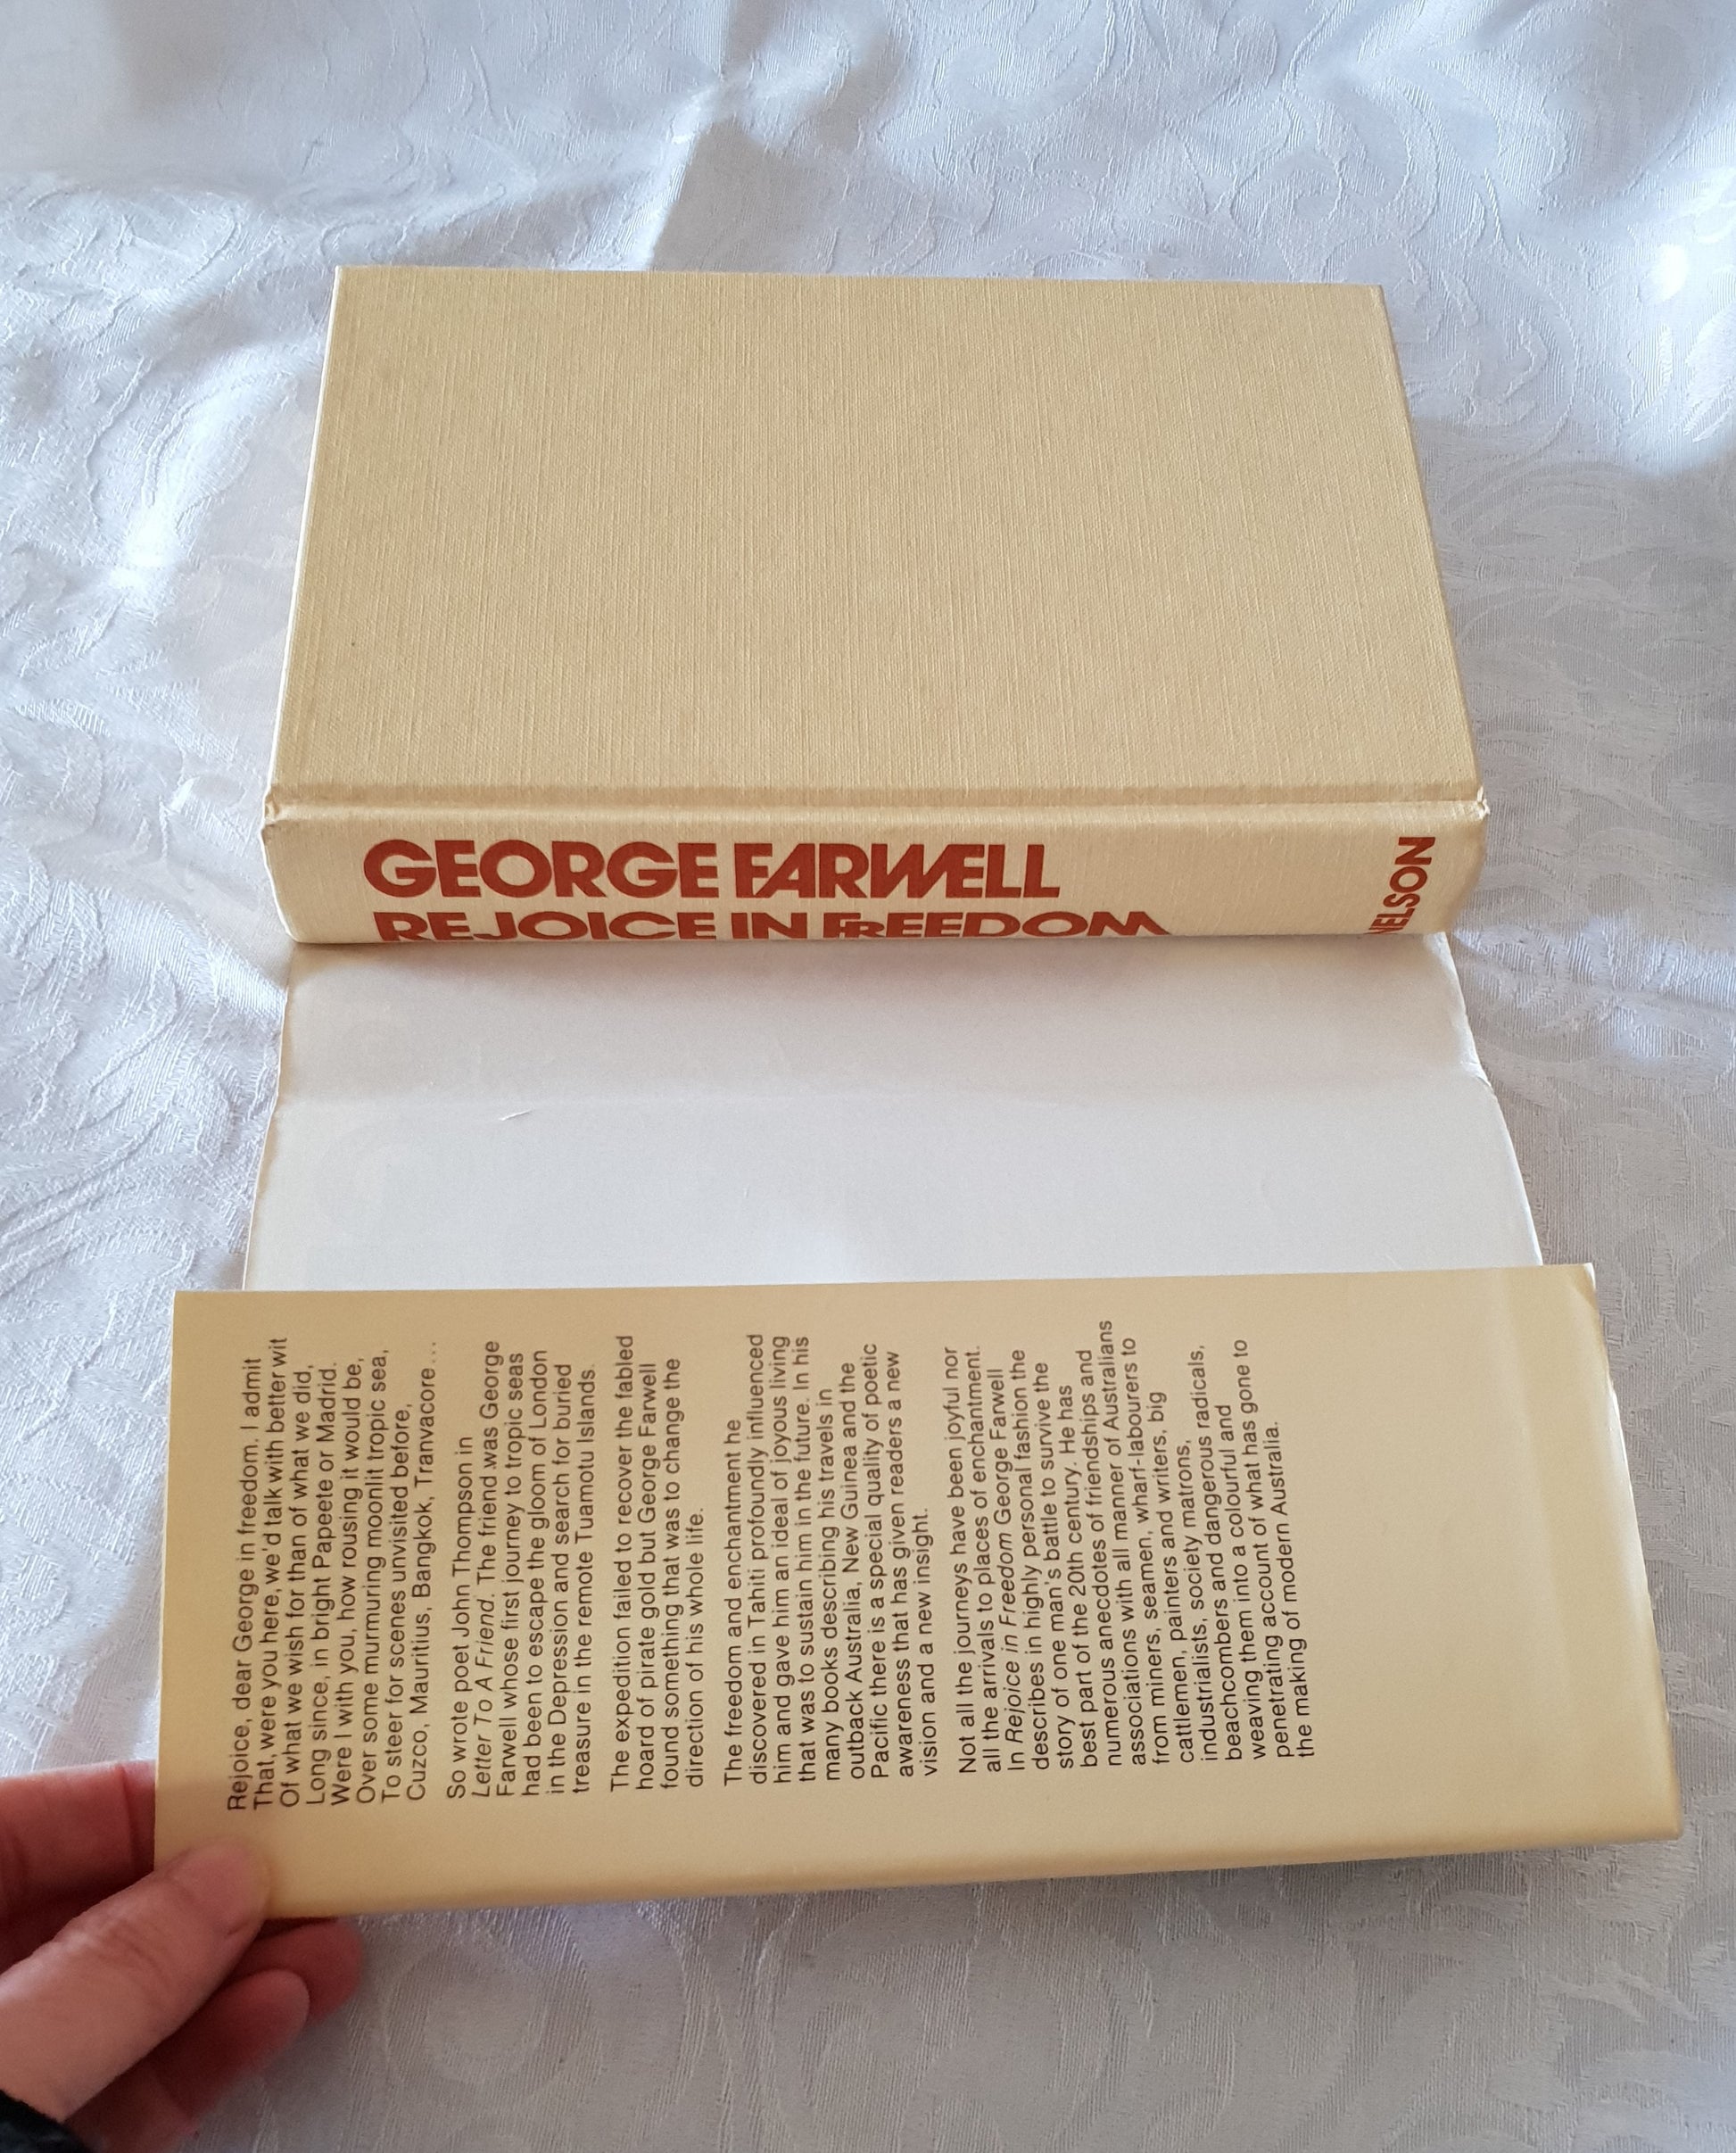 GEORGE FARWELL
REJOICE IN FREEDOM
NELSON
Rejoice, dear George in freedom. I admit
That, were you here, we'd talk with better wit
Of what we wish for than of what we did,
Long since, in bright Papeete or Madrid.
Were I with you, how rousing it would be,
Over some murmuring moonlit tropic sea,
To steer for scenes unvisited before,
Cuzco, Mauritius, Bangkok, Tranvacore...
So wrote poet John Thompson in
Letter To A Friend. The friend was George
Farwell whose first journey to tropic seas
had been to escape the gloom of London
in the Depression and search for buried
treasure in the remote Tuamotu Islands.
The expedition failed to recover the fabled
hoard of pirate gold but George Farwell
found something that was to change the
direction of his whole life.
The freedom and enchantment he
discovered in Tahiti profoundly influenced
him and gave him an ideal of joyous living
that was to sustain him in the future. In his
many books describing his travels in
outback Australia, New Guinea and the
Pacific there is a special quality of poetic
awareness that has given readers a new
vision and a new insight.
Not all the journeys have been joyful nor
all the arrivals to places of enchantment.
In Rejoice in Freedom George Farwell
describes in highly personal fashion the
story of one man's battle to survive the
best part of the 20th century. He has
numerous anecdotes of friendships and
associations with all manner of Australians
from miners, seamen, wharf-labourers to
cattlemen, painters and writers, big
industrialists, society matrons,
beachcombers and dangerous radicals,
weaving them into a colourful and
penetrating account of what has gone to
the making of modern Australia.